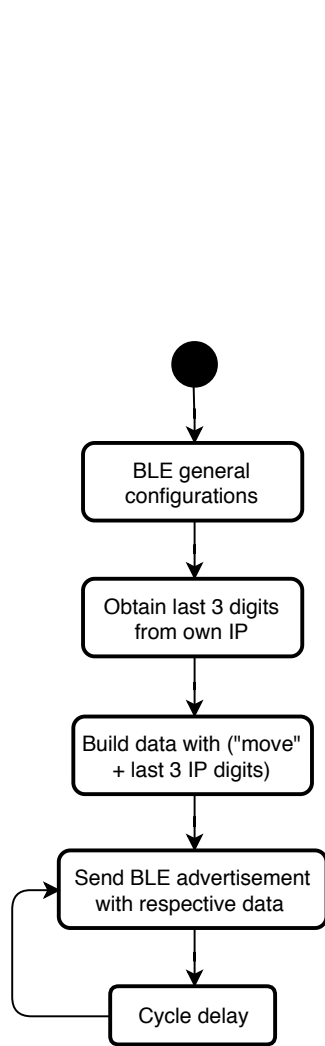 BLE general
configurations
Obtain last 3 digits
from own IP
Build data with ("move"
+ last 3 IP digits)
Send BLE advertisement
with respective data
Cycle delay